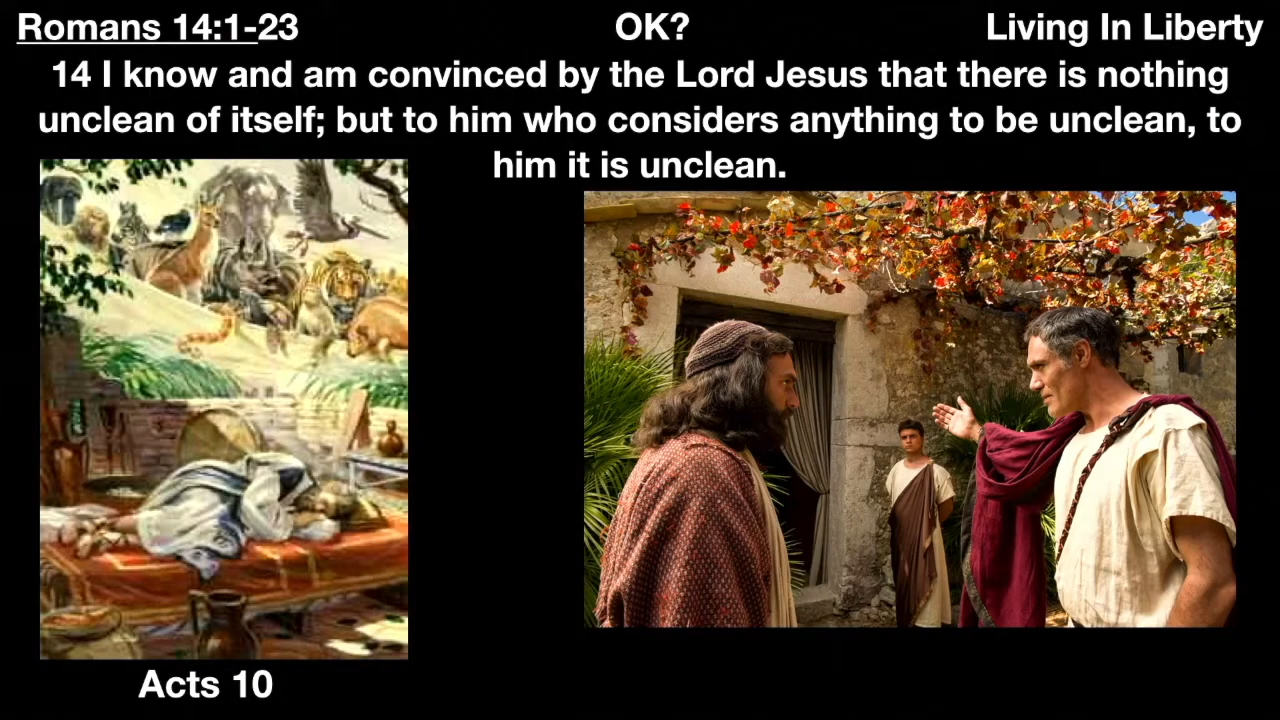 Romans 14:1-23 OK? Living In Liberty
14 I know and am convinced by the Lord Jesus that there is nothing
unclean of itself; but to him who considers anything to be unclean, to
him it is unclean.
Acts 10